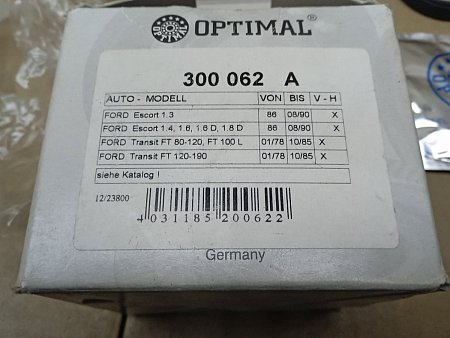 OPTIMAL®
300 062 A
AUTO - MODELL VON BIS V - H
FORD Escort 1.3 86 08/90 X
FORD Escort 1.4, 1.6, 1.6 D, 1.8 D 86 08/90 X
FORD Transit FT 80-120, FT 100 L 01/78 10/85 X
FORD Transit FT 120-190 01/78 10/85 X
siehe Katalog !
12/23800
4 031185 200622
Germany